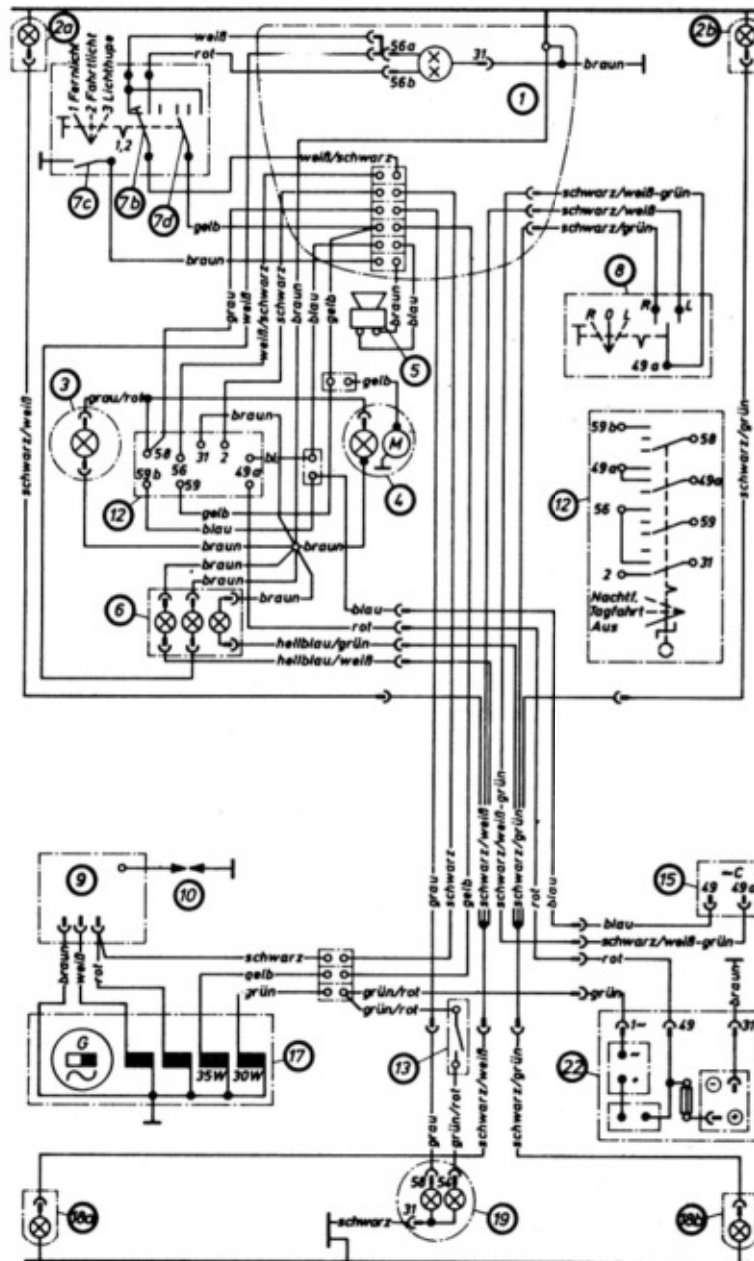 2a
weiß
rot
56a
56b
31
braun
1
2b
1 Fernlicht
2 Fahrtlicht
3 Lichthupe
1,2
7c
7b
7d
weiß/schwarz
gelb
braun
schwarz/weiß-grün
schwarz/weiß
schwarz/grün
grau
weiß
weiß/schwarz
schwarz
braun
blau
gelb
braun
blau
5
8
R
L
R O L
49a
3
grau/rot
gelb
M
4
schwarz/weiß
schwarz/grün
braun
58
59b
56
59
31
2
49a
bl
12
gelb
blau
braun
braun
braun
braun
braun
6
hellblau/grün
hellblau/weiß
blau
rot
59b
58
49a
49a
56
59
2
31
12
Nachtf.
Tagfahrt
Aus
9
10
braun
weiß
rot
schwarz
gelb
grün
grün/rot
grün/rot
grau
schwarz
gelb
schwarz/weiß
schwarz/weiß-grün
schwarz/grün
rot
blau
15
C
49
49a
blau
schwarz/weiß-grün
rot
braun
grün
1~
49
31
G
35W
30W
17
13
22
~
+
-
+
grau
grün/rot
schwarz/weiß
schwarz/grün
18a
58
54
31
schwarz
19
18b